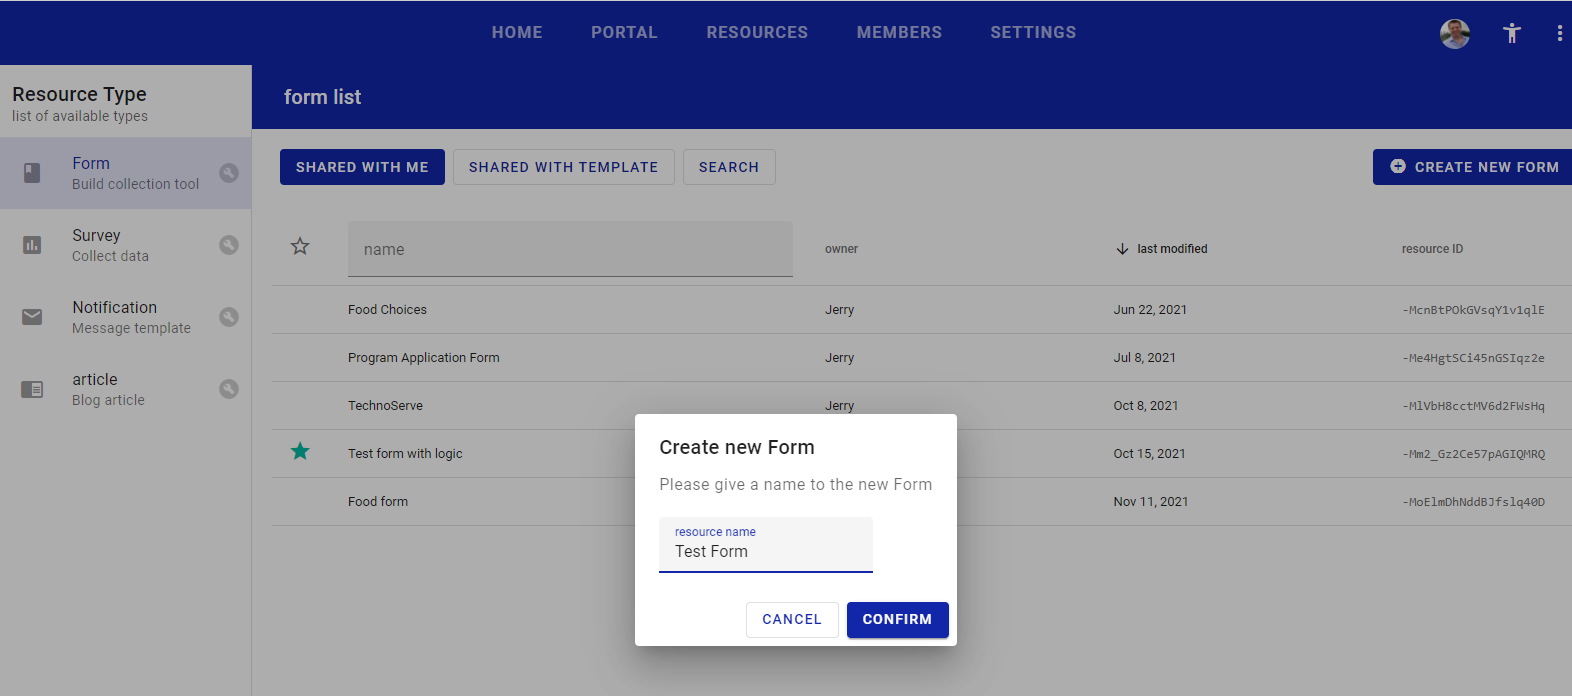 HOME PORTAL RESOURCES MEMBERS SETTINGS
Resource Type
list of available types
form list
Form
Build collection tool
Survey
Collect data
Notification
Message template
article
Blog article
SHARED WITH ME SHARED WITH TEMPLATE SEARCH CREATE NEW FORM
name owner last modified resource ID
Food Choices Jerry Jun 22, 2021 -McnBtPOkGVsqY1v1qlE
Program Application Form Jerry Jul 8, 2021 -Me4HgtSCi45nGSIqz2e
TechnoServe Jerry Oct 8, 2021 -MlVbH8cctMV6d2FWsHq
Test form with logic Oct 15, 2021 -Mm2_Gz2Ce57pAGIQMRQ
Food form Nov 11, 2021 -MoElmDhNddBJfslq40D
Create new Form
Please give a name to the new Form
resource name
Test Form
CANCEL CONFIRM